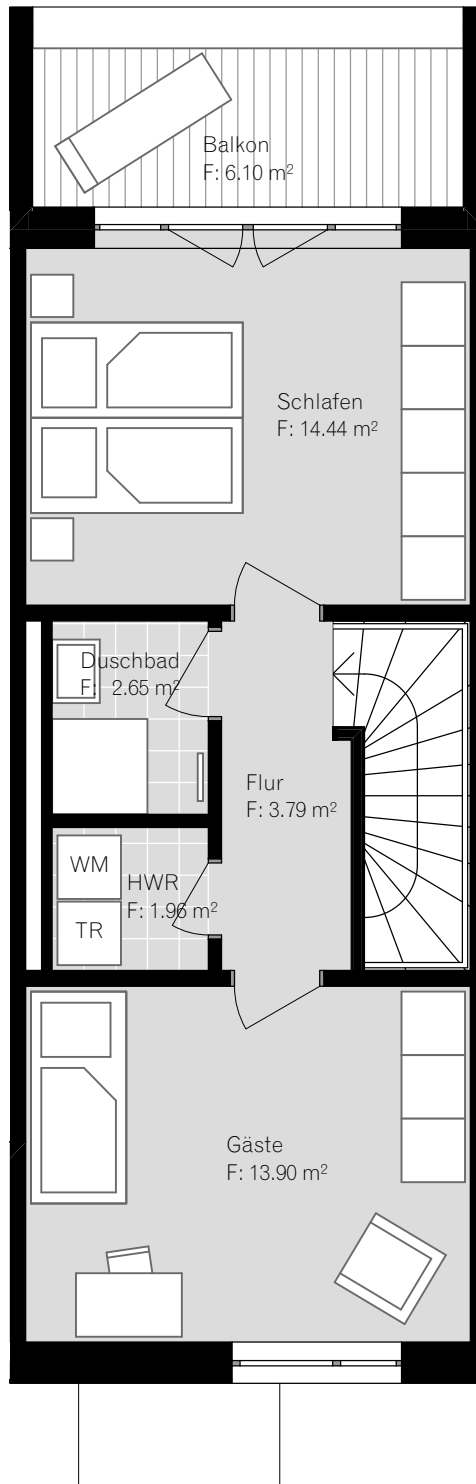 Balkon
F: 6.10 m²
Schlafen
F: 14.44 m²
Duschbad
F: 2.65 m²
Flur
F: 3.79 m²
WM
HWR
F: 1.96 m²
TR
Gäste
F: 13.90 m²